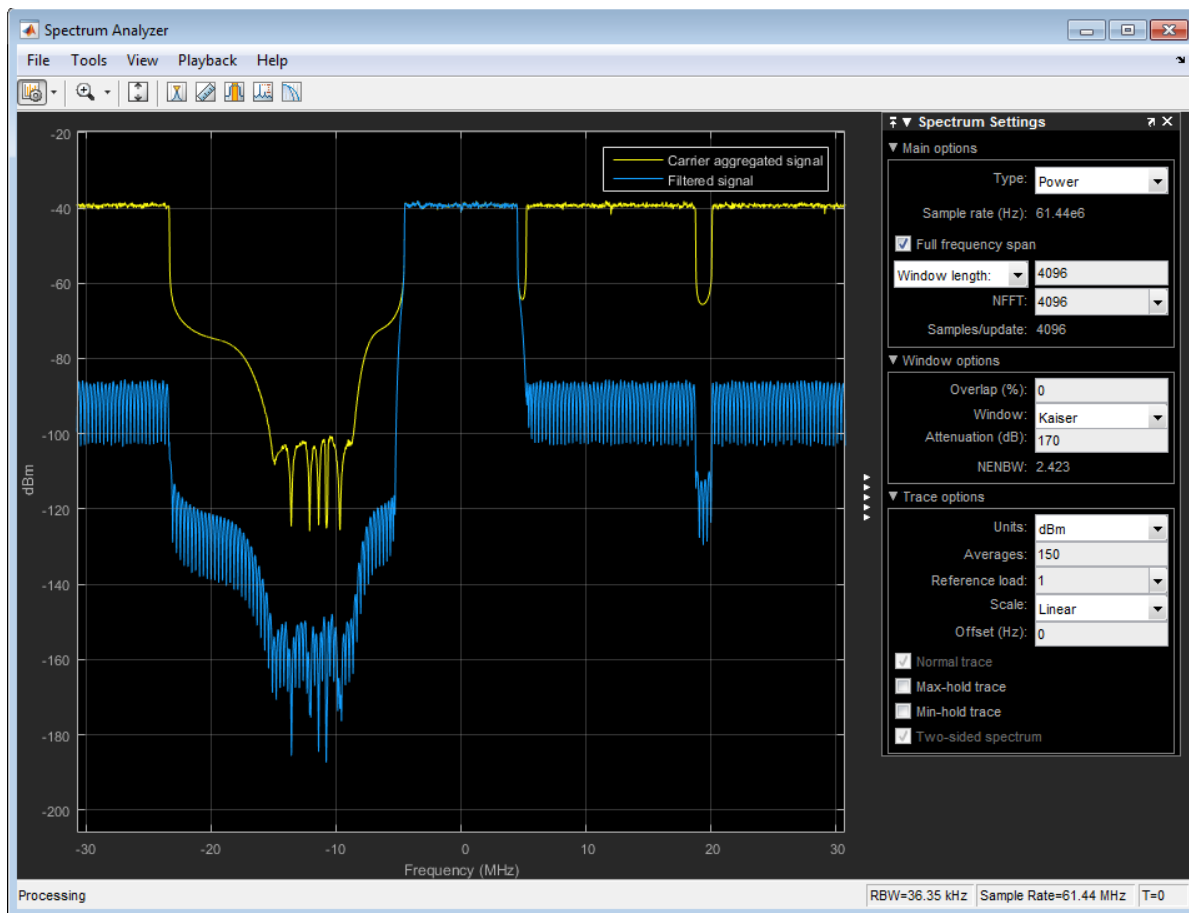 Spectrum Analyzer
File Tools View Playback Help
-20
-40
-60
-80
-100
-120
-140
-160
-180
-200
dBm
Carrier aggregated signal
Filtered signal
-30 -20 -10 0 10 20 30
Frequency (MHz)
Spectrum Settings
Main options
Type: Power
Sample rate (Hz): 61.44e6
Full frequency span
Window length: 4096
NFFT: 4096
Samples/update: 4096
Window options
Overlap (%): 0
Window: Kaiser
Attenuation (dB): 170
NENBW: 2.423
Trace options
Units: dBm
Averages: 150
Reference load: 1
Scale: Linear
Offset (Hz): 0
Normal trace
Max-hold trace
Min-hold trace
Two-sided spectrum
Processing RBW=36.35 kHz Sample Rate=61.44 MHz T=0